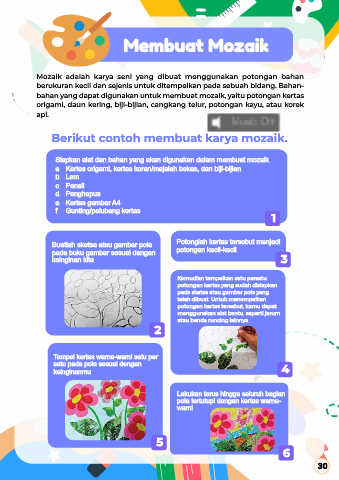 Membuat Mozaik
Mozaik adalah karya seni yang dibuat menggunakan potongan bahan
berukuran kecil dan sejenis untuk ditempalkan pada sebuah bidang. Bahan-
bahan yang dapat digunakan untuk membuat mozaik, yaitu potongan kertas
origami, daun kering, biji-bijian, cangkang telur, potongan kayu, atau korek
api.
Music Off
Berikut contoh membuat karya mozaik.
Siapkan alat dan bahan yang akan digunakan dalam membuat mozaik
a Kertas origami, kertas koran/majalah bekas, dan biji-bijian
b Lem
c Pensil
d Penghapus
e Kertas gambar A4
f Gunting/pelubang kertas
1
Buatlah sketsa atau gambar pola
pada buku gambar sesuai dengan
keinginan kita
2
Potonglah kertas tersebut menjadi
potongan kecil-kecil
3
Kemudian tempelkan satu persatu
potongan kertas yang sudah disiapkan
pada sketsa atau gambar pola yang
telah dibuat. Untuk menempelkan
potongan kertas tersebut, kamu dapat
menggunakan alat bantu, seperti jarum
atau benda runcing lainnya
4
Tempel kertas warna-warni satu per
satu pada pola sesuai dengan
keinginanmu
5
Lakukan terus hingga seluruh bagian
pola tertutupi dengan kertas warna-
warni
6
30